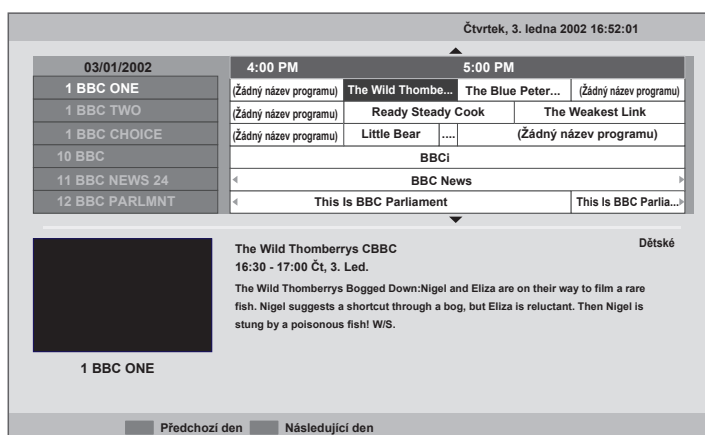 Čtvrtek, 3. ledna 2002 16:52:01
03/01/2002 4:00 PM 5:00 PM
1 BBC ONE (Žádný název programu) The Wild Thombe... The Blue Peter... (Žádný název programu)
1 BBC TWO (Žádný název programu) Ready Steady Cook The Weakest Link
1 BBC CHOICE (Žádný název programu) Little Bear .... (Žádný název programu)
10 BBC BBCi
11 BBC NEWS 24 BBC News
12 BBC PARLMNT This Is BBC Parliament This Is BBC Parlia...
The Wild Thomberrys CBBC Dětské
16:30 - 17:00 Čt, 3. Led.
The Wild Thomberrys Bogged Down:Nigel and Eliza are on their way to film a rare
fish. Nigel suggests a shortcut through a bog, but Eliza is reluctant. Then Nigel is
stung by a poisonous fish! W/S.
1 BBC ONE
Předchozí den Následující den